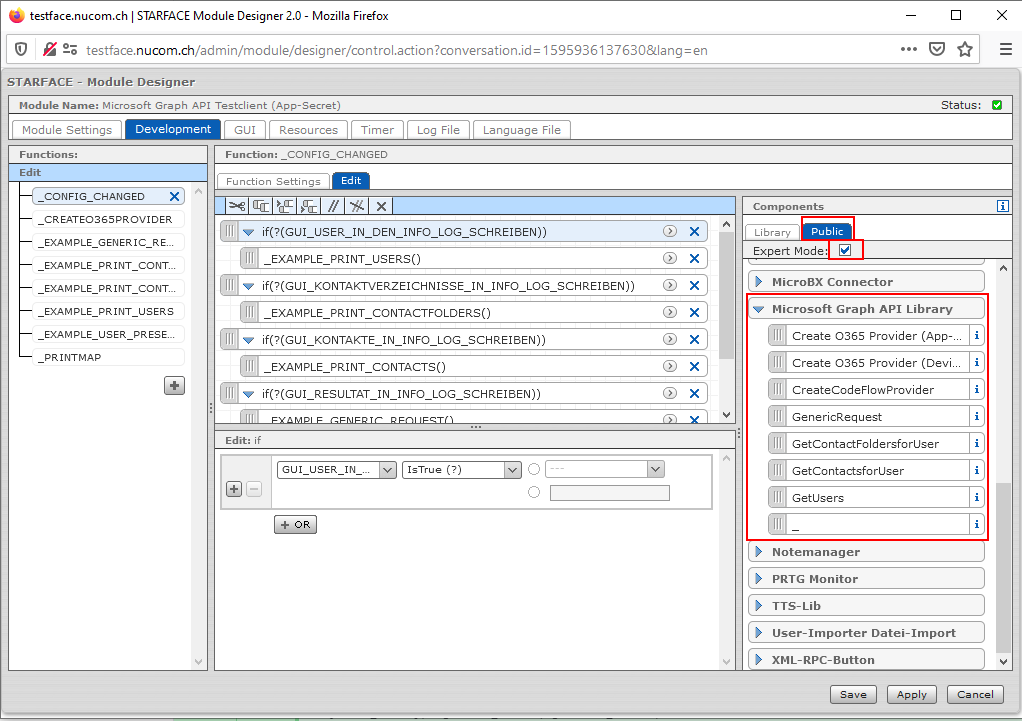 testface.nucom.ch | STARFACE Module Designer 2.0 - Mozilla Firefox
testface.nucom.ch/admin/module/designer/control.action?conversation.id=1595936137630&lang=en
STARFACE - Module Designer
Module Name: Microsoft Graph API Testclient (App-Secret)
Status:
Module Settings
Development
GUI
Resources
Timer
Log File
Language File
Functions:
Edit
_CONFIG_CHANGED
_CREATEO365PROVIDER
_EXAMPLE_GENERIC_RE...
_EXAMPLE_PRINT_CONT...
_EXAMPLE_PRINT_CONT...
_EXAMPLE_PRINT_USERS
_EXAMPLE_USER_PRESE...
_PRINTMAP
Function: _CONFIG_CHANGED
Function Settings
Edit
if(?(GUI_USER_IN_DEN_INFO_LOG_SCHREIBEN))
_EXAMPLE_PRINT_USERS()
if(?(GUI_KONTAKTVERZEICHNISSE_IN_INFO_LOG_SCHREIBEN))
_EXAMPLE_PRINT_CONTACTFOLDERS()
if(?(GUI_KONTAKTE_IN_INFO_LOG_SCHREIBEN))
_EXAMPLE_PRINT_CONTACTS()
if(?(GUI_RESULTAT_IN_INFO_LOG_SCHREIBEN))
_EXAMPLE_GENERIC_REQUEST()
Edit: if
GUI_USER_IN_...
IsTrue (?)
---
+ OR
Components
Library
Public
Expert Mode:
MicroBX Connector
Microsoft Graph API Library
Create O365 Provider (App-...
Create O365 Provider (Devi...
CreateCodeFlowProvider
GenericRequest
GetContactFoldersforUser
GetContactsforUser
GetUsers
_
Notemanager
PRTG Monitor
TTS-Lib
User-Importer Datei-Import
XML-RPC-Button
Save
Apply
Cancel